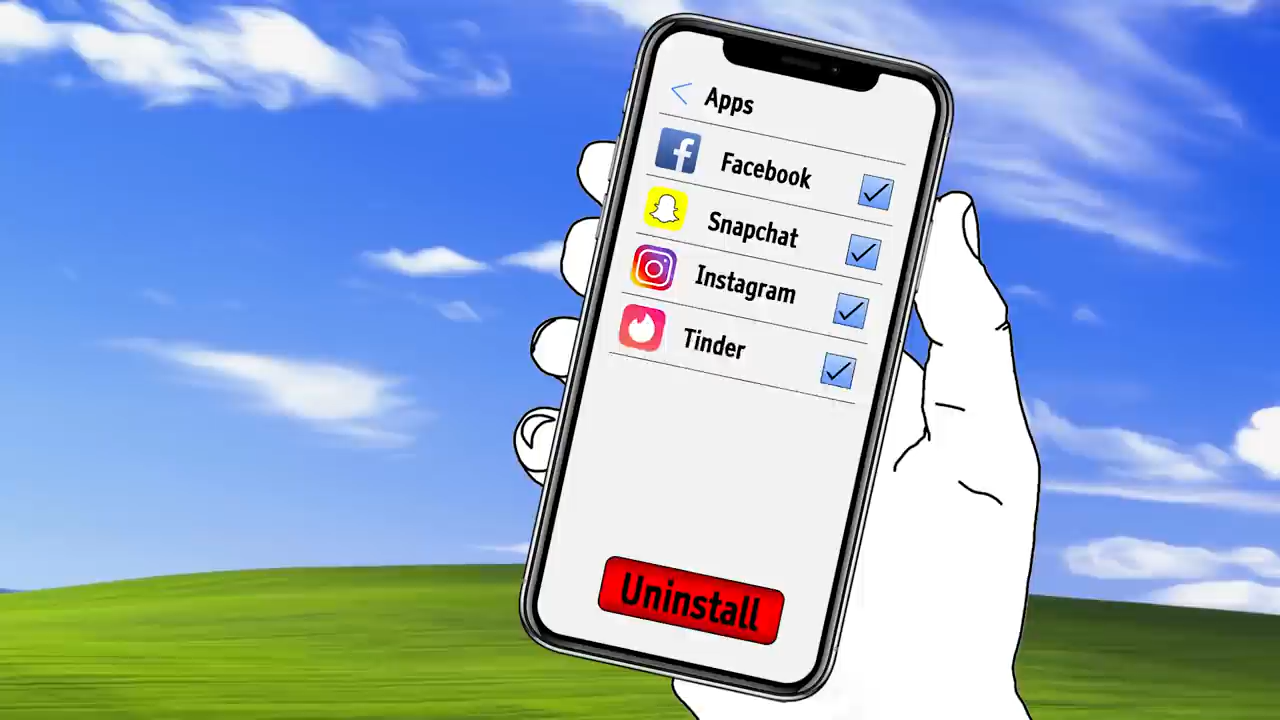 Apps
Facebook
Snapchat
Instagram
Tinder
Uninstall